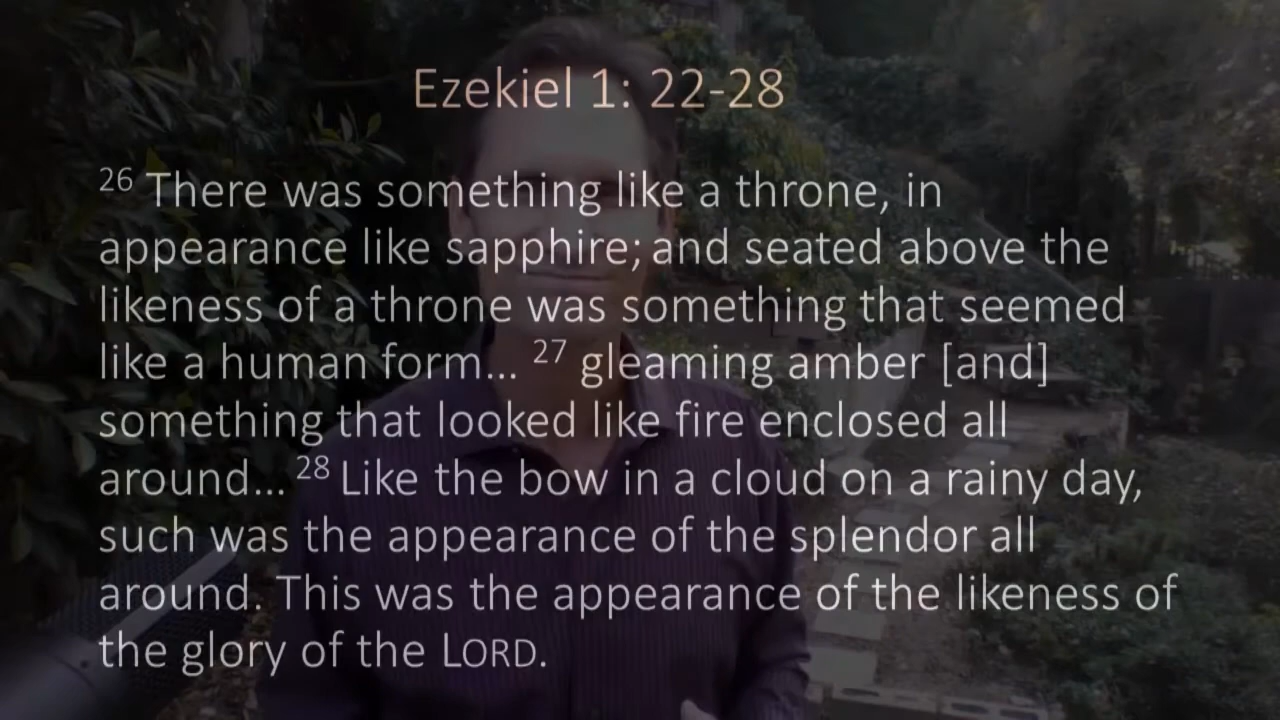 Ezekiel 1: 22-28
26 There was something like a throne, in
appearance like sapphire; and seated above the
likeness of a throne was something that seemed
like a human form... 27 gleaming amber [and]
something that looked like fire enclosed all
around... 28 Like the bow in a cloud on a rainy day,
such was the appearance of the splendor all
around. This was the appearance of the likeness of
the glory of the LORD.